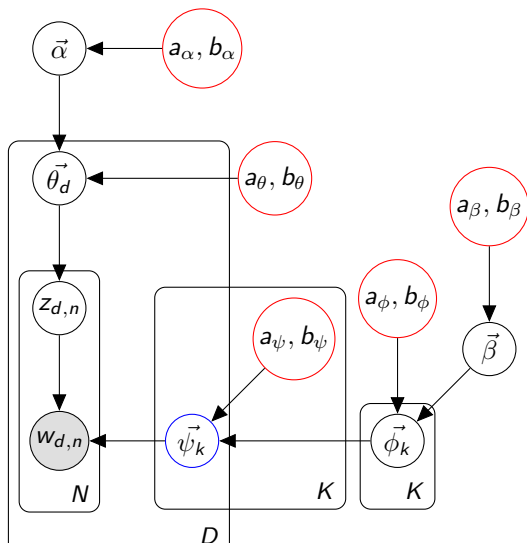 α⃗
a_α, b_α
θ⃗_d
a_θ, b_θ
a_β, b_β
z_{d,n}
a_ϕ, b_ϕ
a_ψ, b_ψ
β⃗
w_{d,n}
ψ⃗_k
ϕ⃗_k
N
K
K
D